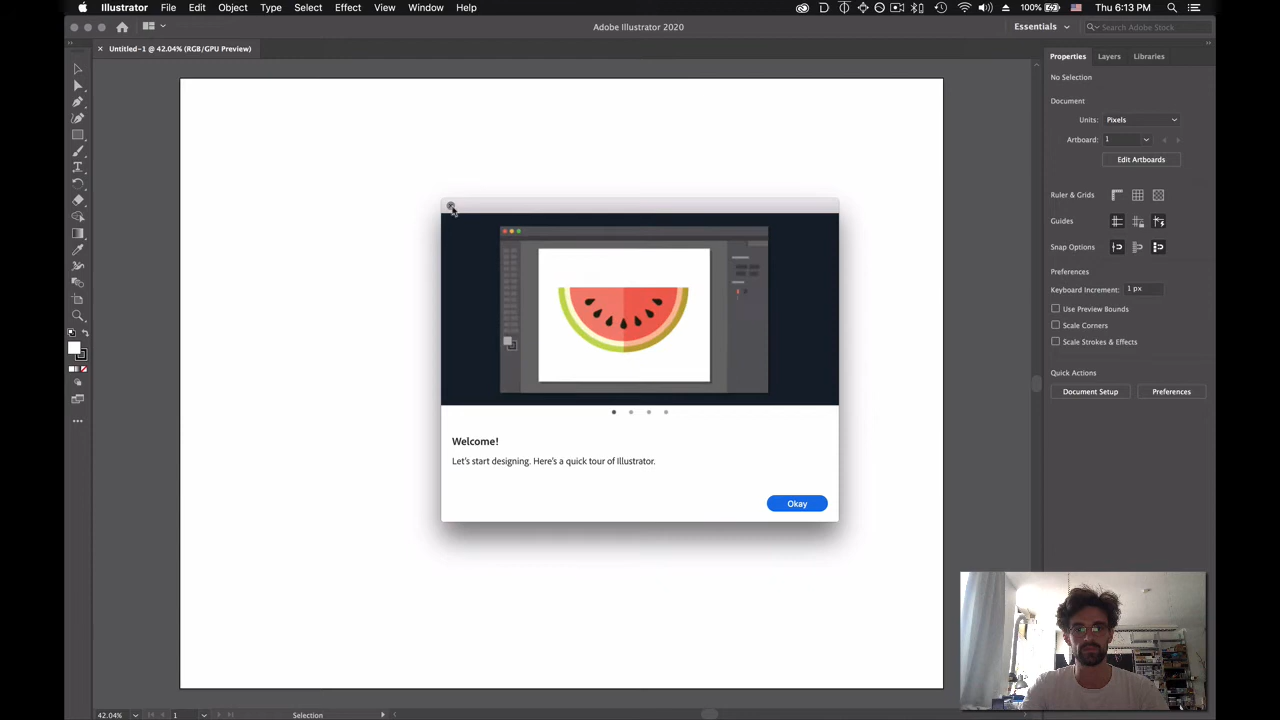 Illustrator File Edit Object Type Select Effect View Window Help
100% Thu 6:13 PM
Adobe Illustrator 2020
Essentials
Search Adobe Stock
Untitled-1 @ 42.04% (RGB/GPU Preview)
Properties Layers Libraries
No Selection
Document
Units: Pixels
Artboard: 1
Edit Artboards
Ruler & Grids
Guides
Snap Options
Preferences
Keyboard Increment: 1 px
Use Preview Bounds
Scale Corners
Scale Strokes & Effects
Quick Actions
Document Setup Preferences
Welcome!
Let's start designing. Here's a quick tour of Illustrator.
Okay
42.04% 1 Selection